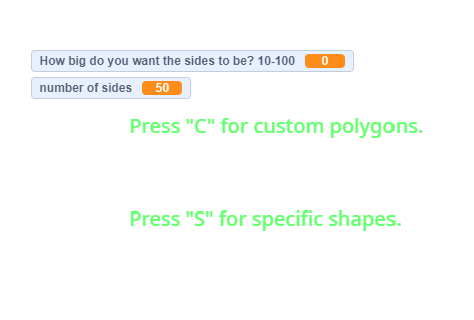 How big do you want the sides to be? 10-100 0
number of sides 50
Press "C" for custom polygons.
Press "S" for specific shapes.